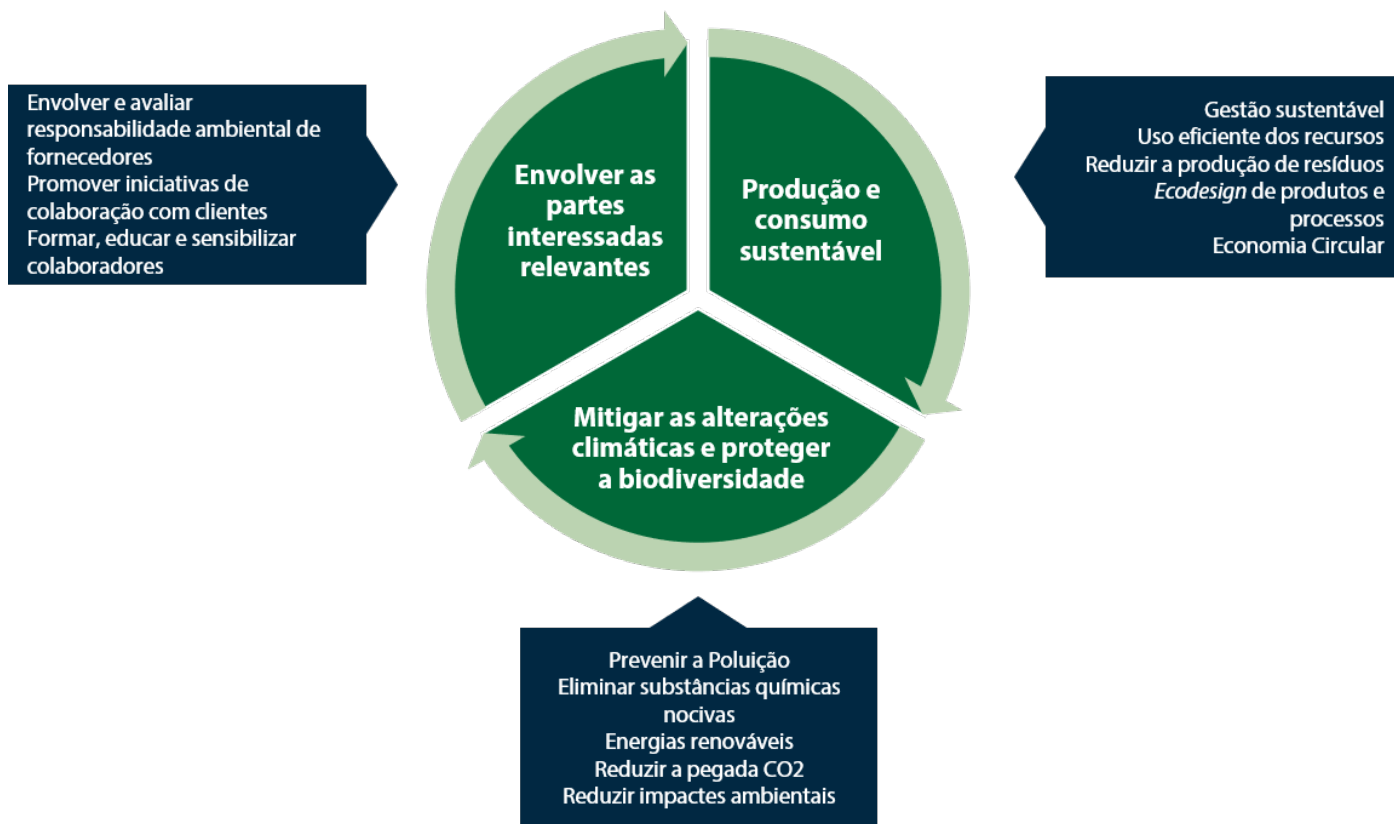 Envolver e avaliar
responsabilidade ambiental de
fornecedores
Promover iniciativas de
colaboração com clientes
Formar, educar e sensibilizar
colaboradores
Envolver as
partes
interessadas
relevantes
Produção e
consumo
sustentável
Gestão sustentável
Uso eficiente dos recursos
Reduzir a produção de resíduos
Ecodesign de produtos e
processos
Economia Circular
Mitigar as alterações
climáticas e proteger
a biodiversidade
Prevenir a Poluição
Eliminar substâncias químicas
nocivas
Energias renováveis
Reduzir a pegada CO2
Reduzir impactes ambientais